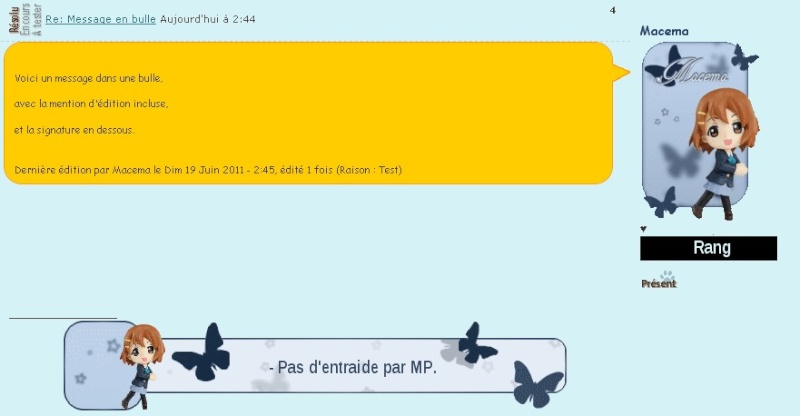 Résolu
En cours
A tester
Re: Message en bulle Aujourd'hui à 2:44
4
Voici un message dans une bulle,
avec la mention d'édition incluse,
et la signature en dessous.
Dernière édition par Macema le Dim 19 Juin 2011 - 2:45, édité 1 fois (Raison : Test)
Macema
Macema
♥
Rang
Présent
- Pas d'entraide par MP.